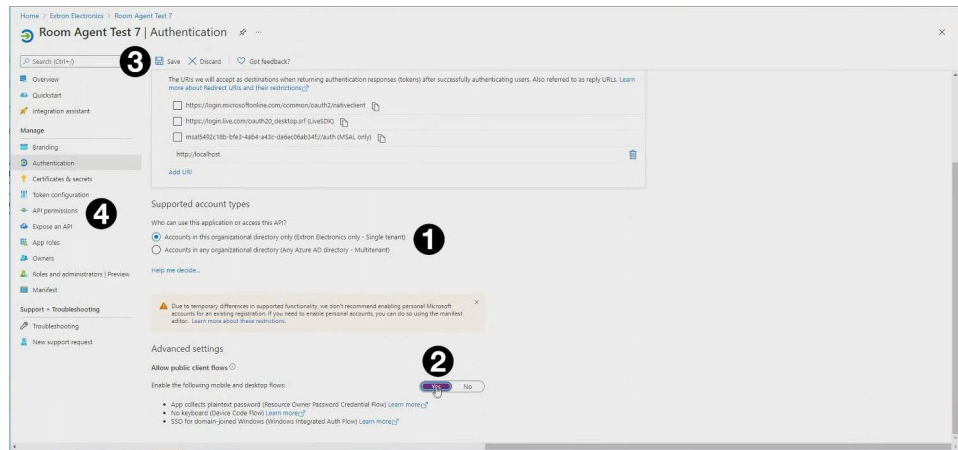 Home > Extron Electronics > Room Agent Test 7
Room Agent Test 7 | Authentication
Search (Ctrl+/)
3
Save
Discard
Got feedback?
Overview
Quickstart
Integration assistant
Manage
Branding
Authentication
Certificates & secrets
Token configuration
API permissions
4
Expose an API
App roles
Owners
Roles and administrators | Preview
Manifest
Support + Troubleshooting
Troubleshooting
New support request
The URIs we will accept as destinations when returning authentication responses (tokens) after successfully authenticating users. Also referred to as reply URLs. Learn
more about Redirect URIs and their restrictions
https://login.microsoftonline.com/common/oauth2/nativeclient
https://login.live.com/oauth20_desktop.srf (LiveSDK)
(MSAL only)
http://localhost
Add URI
Supported account types
Who can use this application or access this API?
Accounts in this organizational directory only (Extron Electronics only - Single tenant)
1
Accounts in any organizational directory (Any Azure AD directory - Multitenant)
Help me decide...
Due to temporary differences in supported functionality, we don't recommend enabling personal Microsoft
accounts for an existing registration. If you need to enable personal accounts, you can do so using the manifest
editor. Learn more about these restrictions.
Advanced settings
2
Allow public client flows
Enable the following mobile and desktop flows:
Yes
No
• App collects plaintext password (Resource Owner Password Credential Flow) Learn more
• No keyboard (Device Code Flow) Learn more
• SSO for domain-joined Windows (Windows Integrated Auth Flow) Learn more